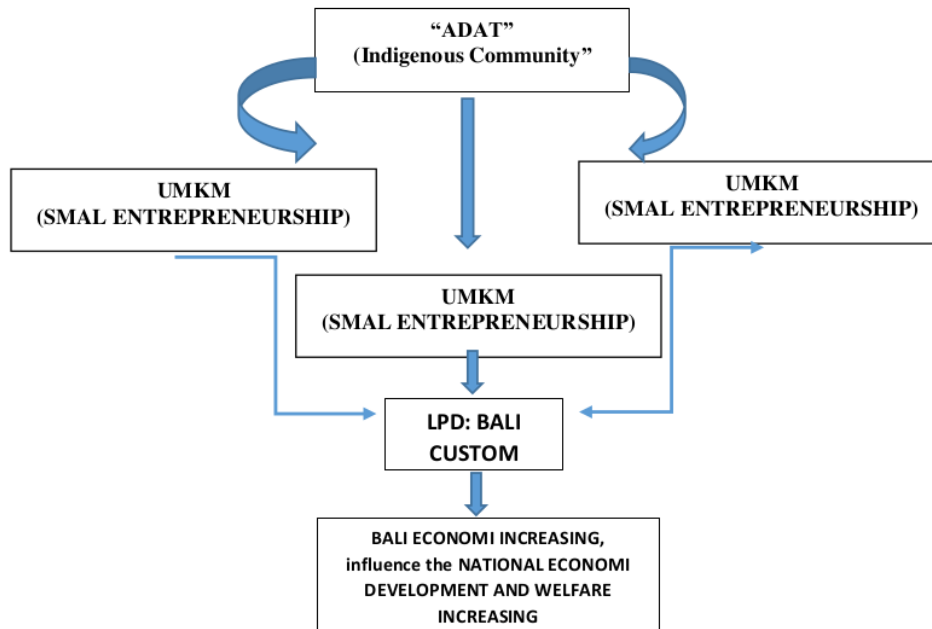 “ADAT”
(Indigenous Community”
UMKM
(SMAL ENTREPRENEURSHIP)
UMKM
(SMAL ENTREPRENEURSHIP)
UMKM
(SMAL ENTREPRENEURSHIP)
LPD: BALI
CUSTOM
BALI ECONOMI INCREASING,
influence the NATIONAL ECONOMI
DEVELOPMENT AND WELFARE
INCREASING